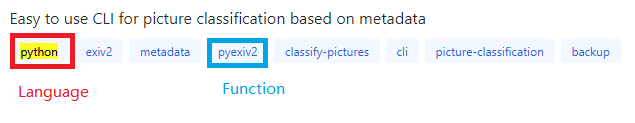 Easy to use CLI for picture classification based on metadata
python exiv2 metadata pyexiv2 classify-pictures cli picture-classification backup
Language Function